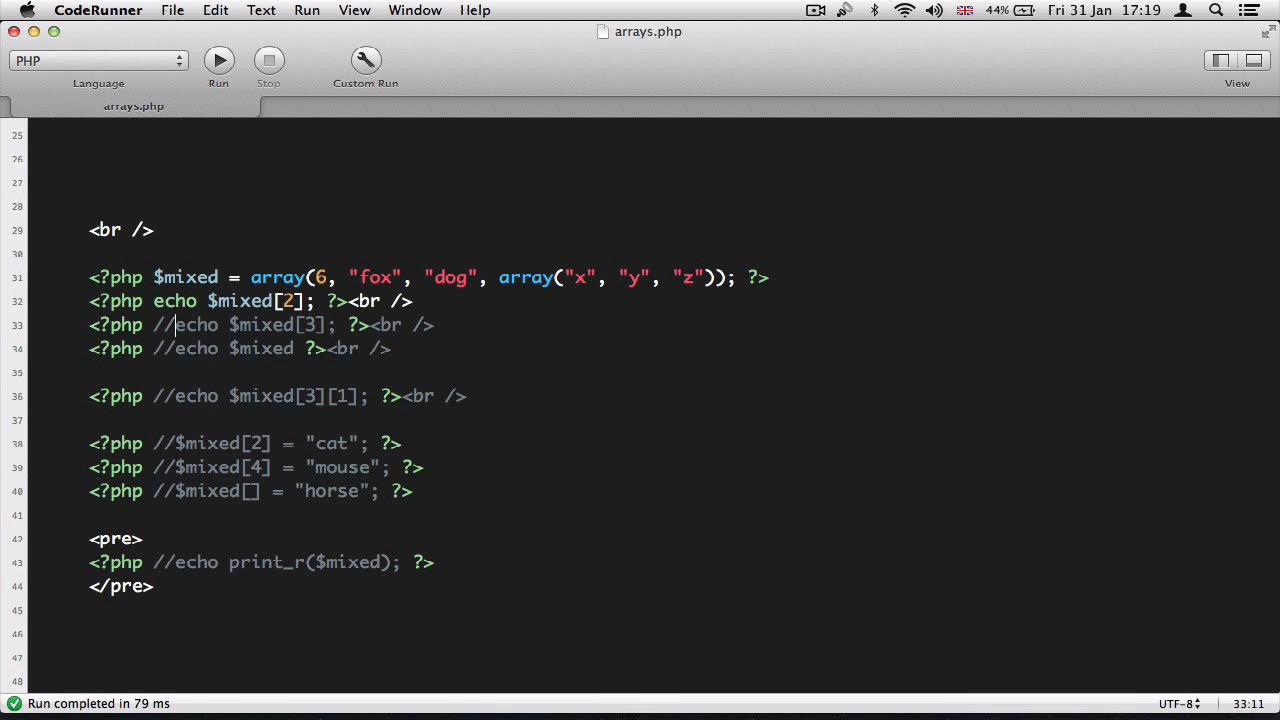 CodeRunner File Edit Text Run View Window Help 44% Fri 31 Jan 17:19
arrays.php
PHP
Language Run Stop Custom Run View
arrays.php
25
26
27
28
29 <br />
30
31 <?php $mixed = array(6, "fox", "dog", array("x", "y", "z")); ?>
32 <?php echo $mixed[2]; ?><br />
33 <?php //echo $mixed[3]; ?><br />
34 <?php //echo $mixed ?><br />
35
36 <?php //echo $mixed[3][1]; ?><br />
37
38 <?php //$mixed[2] = "cat"; ?>
39 <?php //$mixed[4] = "mouse"; ?>
40 <?php //$mixed[] = "horse"; ?>
41
42 <pre>
43 <?php //echo print_r($mixed); ?>
44 </pre>
45
46
47
48
Run completed in 79 ms UTF-8 33:11